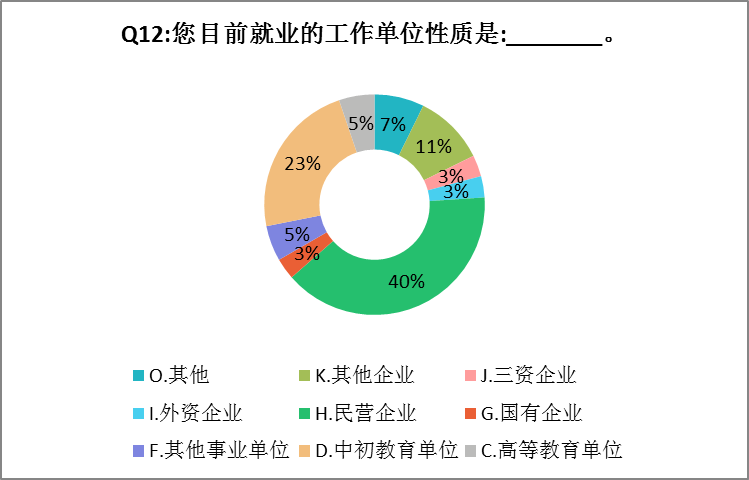 Q12:您目前就业的工作单位性质是:________。
5%
7%
11%
23%
3%
3%
5%
3%
40%
O.其他 K.其他企业 J.三资企业
I.外资企业 H.民营企业 G.国有企业
F.其他事业单位 D.中初教育单位 C.高等教育单位